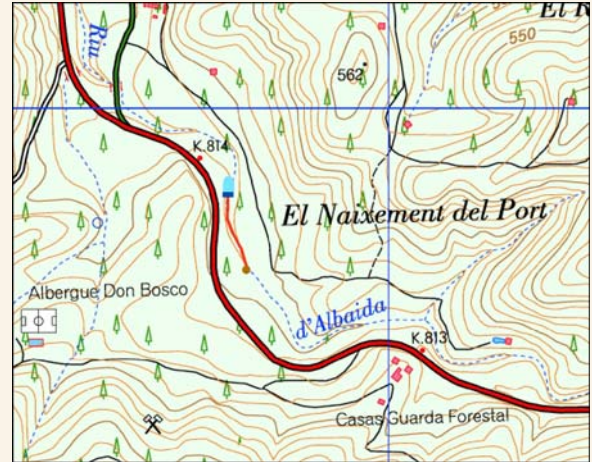 El
Riu
550
562
K.814
El Naixement del Port
Albergue Don Bosco
d'Albaida
K.813
Casas Guarda Forestal